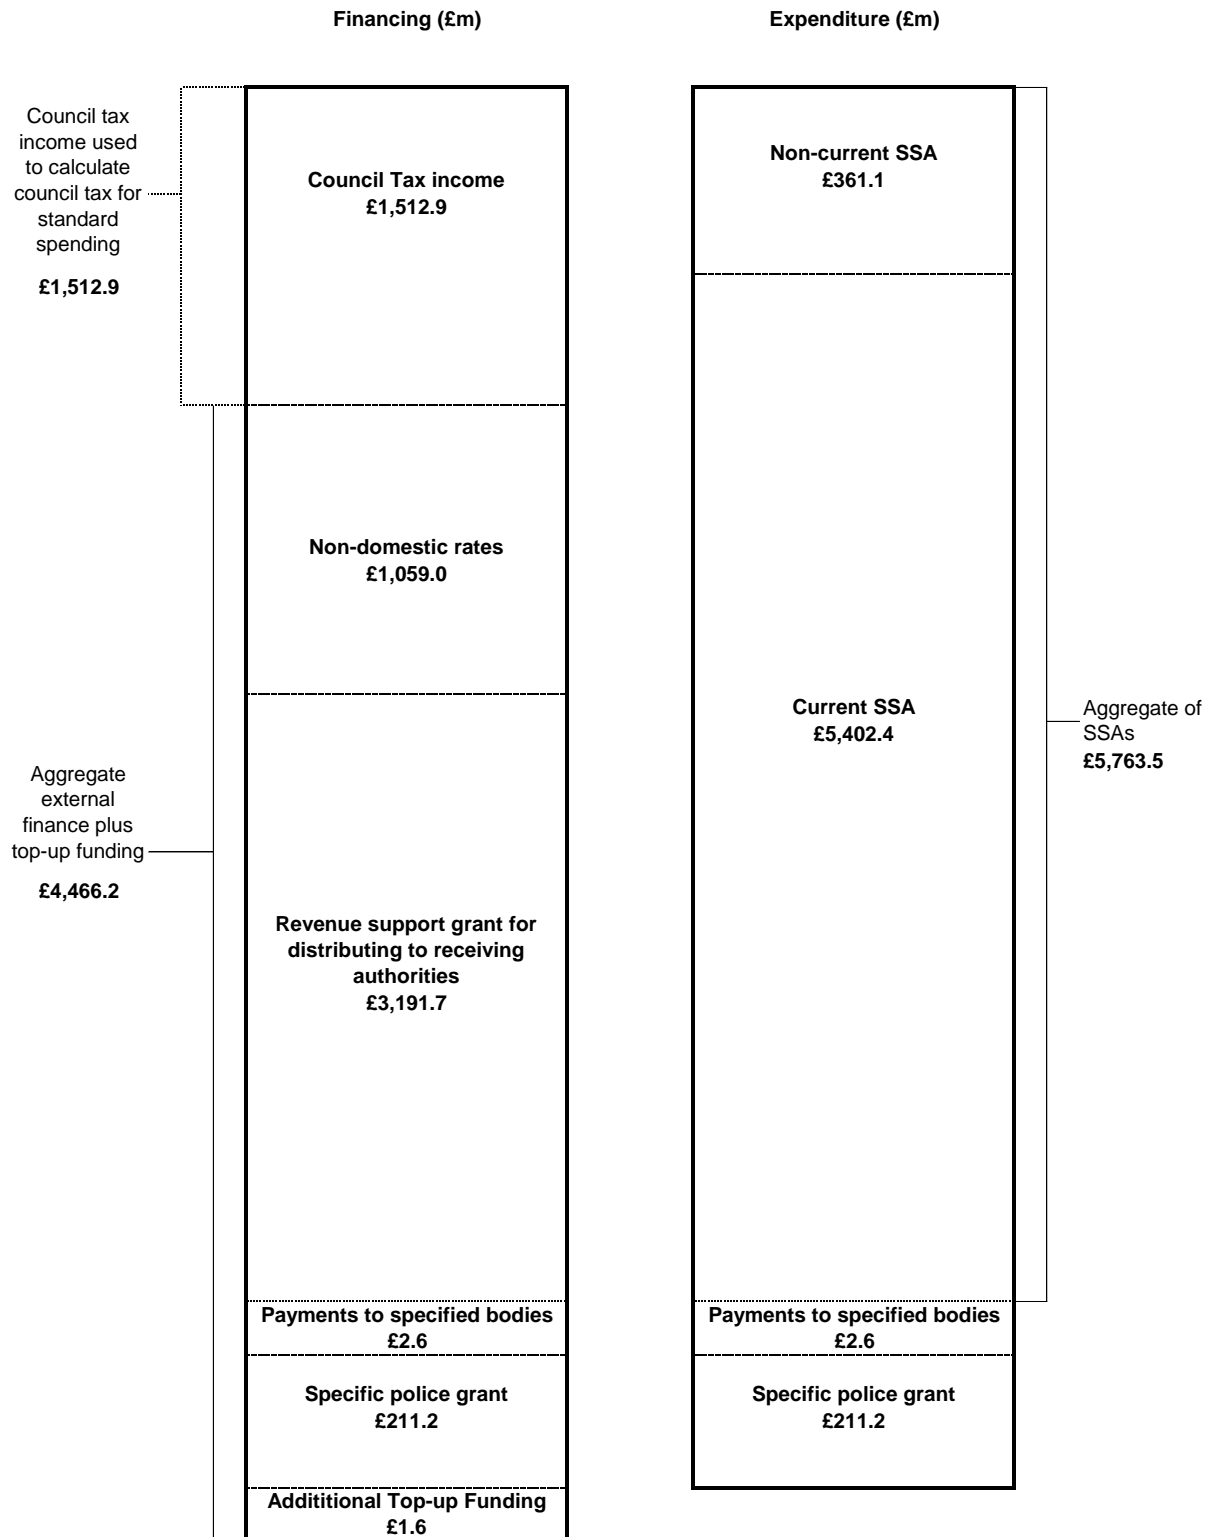 Financing (£m)
Expenditure (£m)
Council tax
income used
to calculate
council tax for
standard
spending
£1,512.9
Council Tax income
£1,512.9
Non-domestic rates
£1,059.0
Aggregate
external
finance plus
top-up funding
£4,466.2
Revenue support grant for
distributing to receiving
authorities
£3,191.7
Payments to specified bodies
£2.6
Specific police grant
£211.2
Addititional Top-up Funding
£1.6
Non-current SSA
£361.1
Current SSA
£5,402.4
Aggregate of
SSAs
£5,763.5
Payments to specified bodies
£2.6
Specific police grant
£211.2